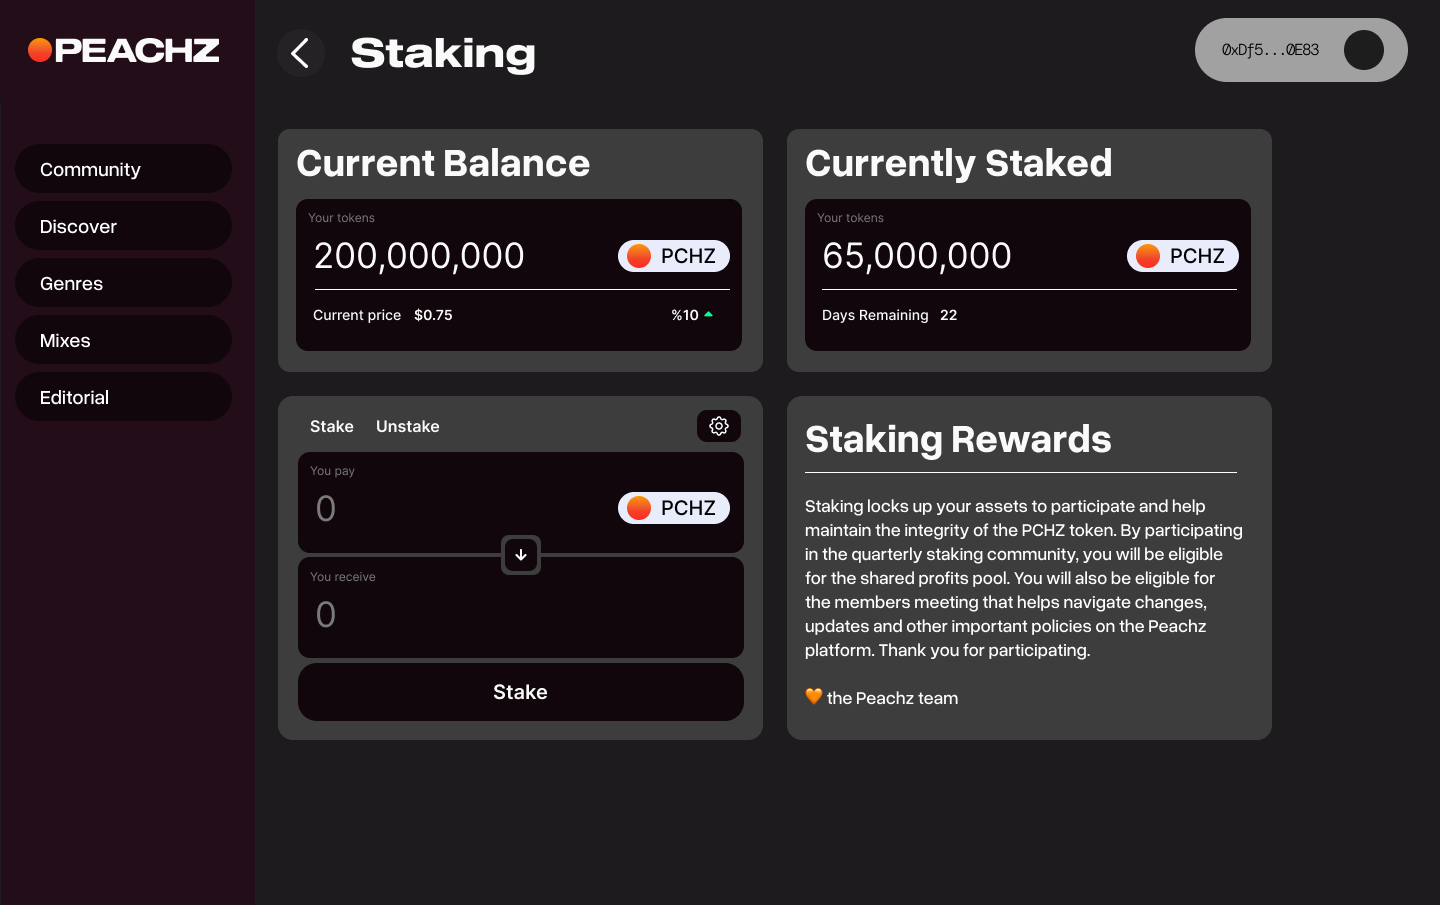 PEACHZ
Staking
0xDf5...0E83
Community
Discover
Genres
Mixes
Editorial
Current Balance
Your tokens
200,000,000
PCHZ
Current price $0.75
%10
Currently Staked
Your tokens
65,000,000
PCHZ
Days Remaining 22
Stake Unstake
You pay
0
PCHZ
You receive
0
Stake
Staking Rewards
Staking locks up your assets to participate and help
maintain the integrity of the PCHZ token. By participating
in the quarterly staking community, you will be eligible
for the shared profits pool. You will also be eligible for
the members meeting that helps navigate changes,
updates and other important policies on the Peachz
platform. Thank you for participating.
🧡 the Peachz team